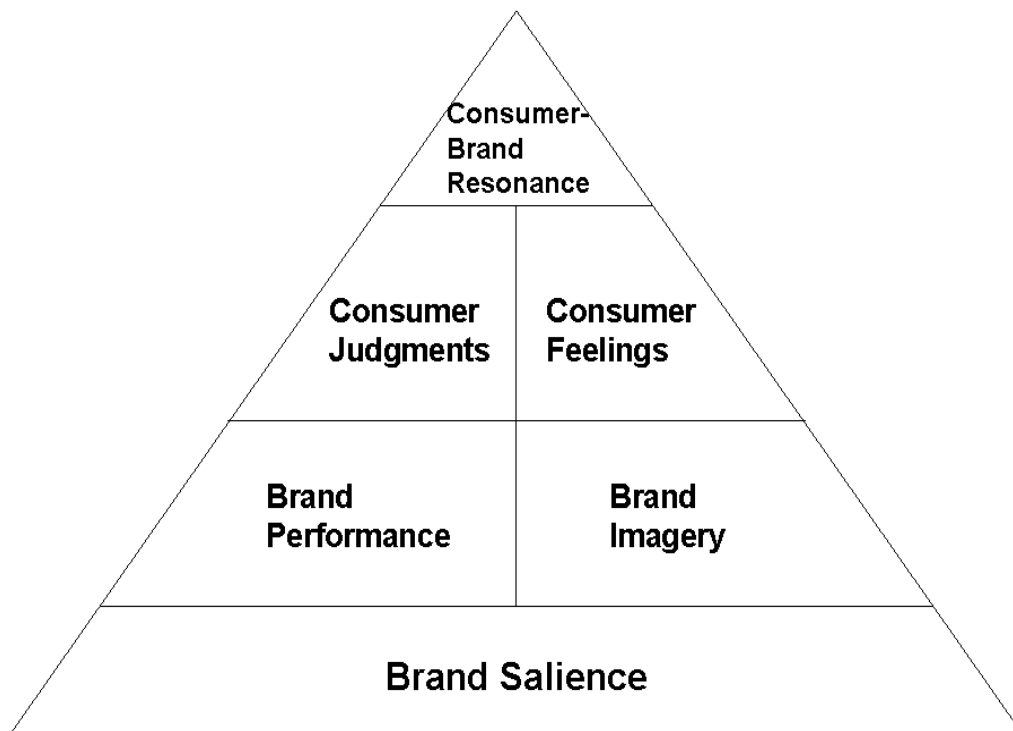 Consumer-
Brand
Resonance
Consumer
Judgments
Consumer
Feelings
Brand
Performance
Brand
Imagery
Brand Salience